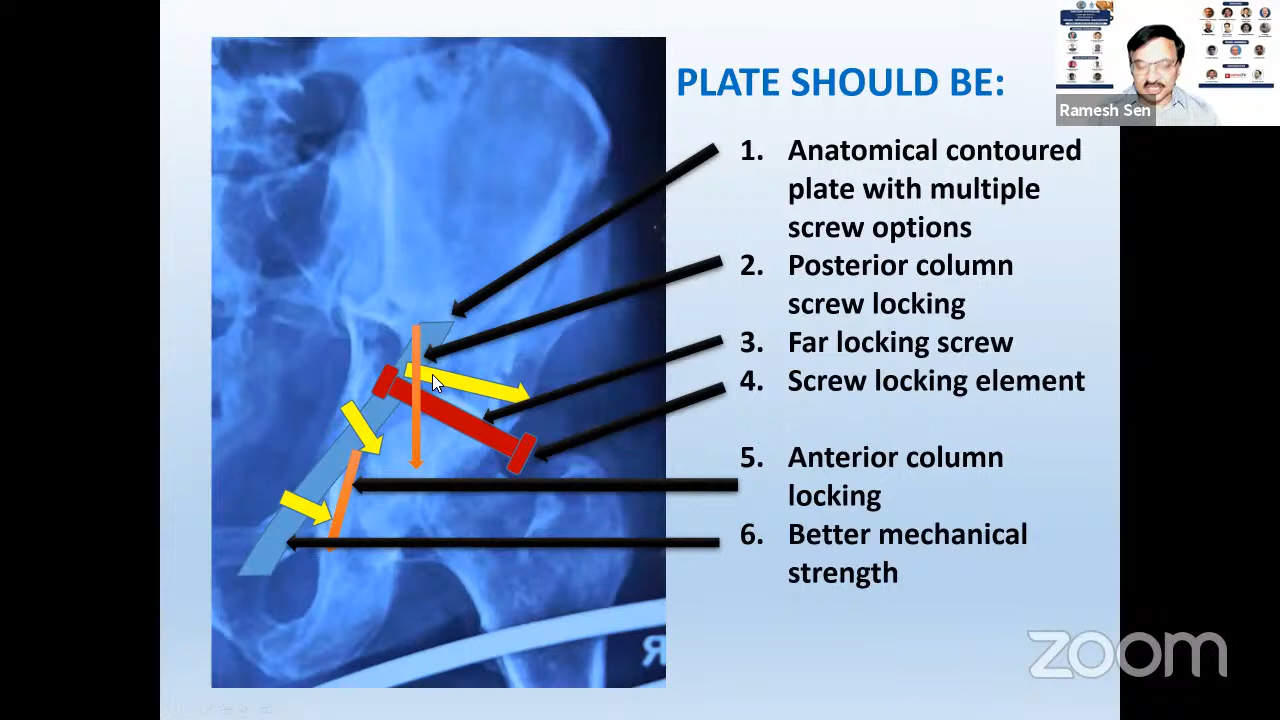 PLATE SHOULD BE:
1. Anatomical contoured
plate with multiple
screw options
2. Posterior column
screw locking
3. Far locking screw
4. Screw locking element
5. Anterior column
locking
6. Better mechanical
strength
Ramesh Sen
zoom